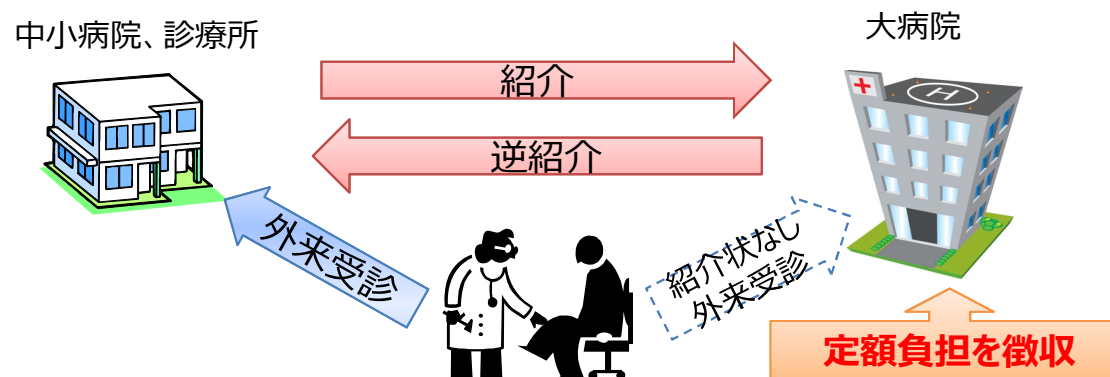 中小病院、診療所
大病院
紹介
逆紹介
外来受診
紹介状なし
外来受診
定額負担を徴収
H